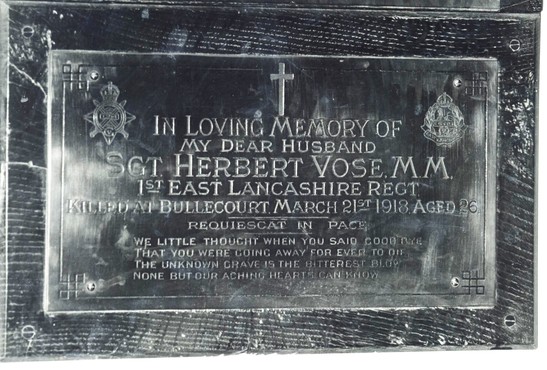 IN LOVING MEMORY OF
MY DEAR HUSBAND
SGT. HERBERT VOSE. M.M.
1ST EAST LANCASHIRE REGT
KILLED AT BULLECOURT, MARCH 21ST 1918, AGED 26.
REQUIESCAT IN PACE.
WE LITTLE THOUGHT WHEN YOU SAID GOOD BYE
THAT YOU WERE GOING AWAY FOR EVER TO DIE
THE UNKNOWN GRAVE IS THE BITTEREST BLOW
NONE BUT OUR ACHING HEARTS CAN KNOW